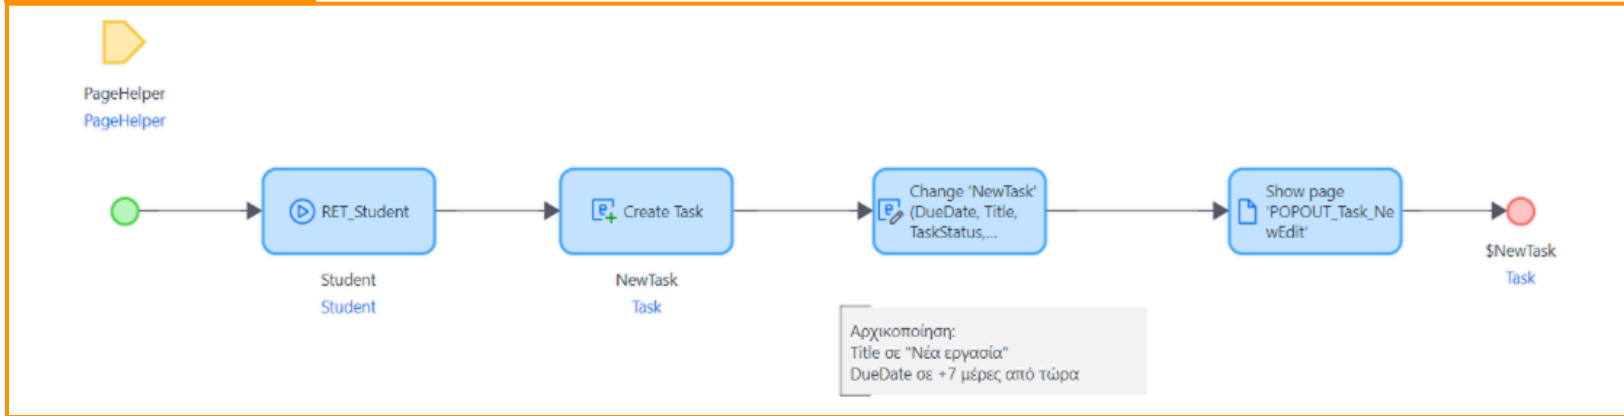 PageHelper
PageHelper
RET_Student
Student
Student
Create Task
NewTask
Task
Change 'NewTask'
(DueDate, Title,
TaskStatus,...
Show page
'POPOUT_Task_Ne
wEdit'
$NewTask
Task
Αρχικοποίηση:
Title σε "Νέα εργασία"
DueDate σε +7 μέρες από τώρα